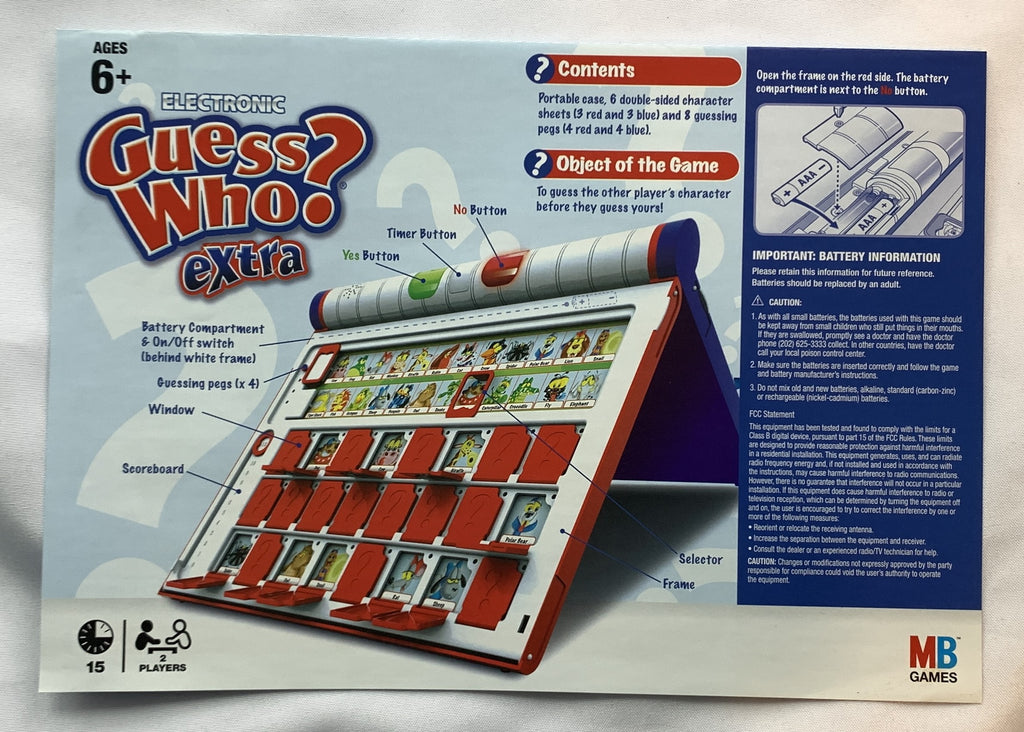 AGES
6+
ELECTRONIC
GUESS?
WHO?
extra
? Contents
Portable case, 6 double-sided character
sheets (3 red and 3 blue) and 8 guessing
pegs (4 red and 4 blue).
? Object of the Game
To guess the other player's character
before they guess yours!
No Button
Timer Button
Yes Button
Battery Compartment
& On/Off switch
(behind white frame)
Guessing pegs (x 4)
Window
Scoreboard
Selector
Frame
Polar Bear
Lion
Snail
Caterpillar
Crocodile
Fly
Elephant
Polar Bear
Rat
Sheep
15
2
PLAYERS
Open the frame on the red side. The battery
compartment is next to the No button.
+ AAA -
AAA
IMPORTANT: BATTERY INFORMATION
Please retain this information for future reference.
Batteries should be replaced by an adult.
CAUTION:
1. As with all small batteries, the batteries used with this game should
be kept away from small children who still put things in their mouths.
If they are swallowed, promptly see a doctor and have the doctor
phone (202) 625-3333 collect. In other countries, have the doctor
call your local poison control center.
2. Make sure the batteries are inserted correctly and follow the game
and battery manufacturer's instructions.
3. Do not mix old and new batteries, alkaline, standard (carbon-zinc)
or rechargeable (nickel-cadmium) batteries.
FCC Statement
This equipment has been tested and found to comply with the limits for a
Class B digital device, pursuant to part 15 of the FCC Rules. These limits
are designed to provide reasonable protection against harmful interference
in a residential installation. This equipment generates, uses, and can radiate
radio frequency energy and, if not installed and used in accordance with
the instructions, may cause harmful interference to radio communications.
However, there is no guarantee that interference will not occur in a particular
installation. If this equipment does cause harmful interference to radio or
television reception, which can be determined by turning the equipment off
and on, the user is encouraged to try to correct the interference by one or
more of the following measures:
• Reorient or relocate the receiving antenna.
• Increase the separation between the equipment and receiver.
• Consult the dealer or an experienced radio/TV technician for help.
CAUTION: Changes or modifications not expressly approved by the party
responsible for compliance could void the user's authority to operate
the equipment.
MB™
GAMES